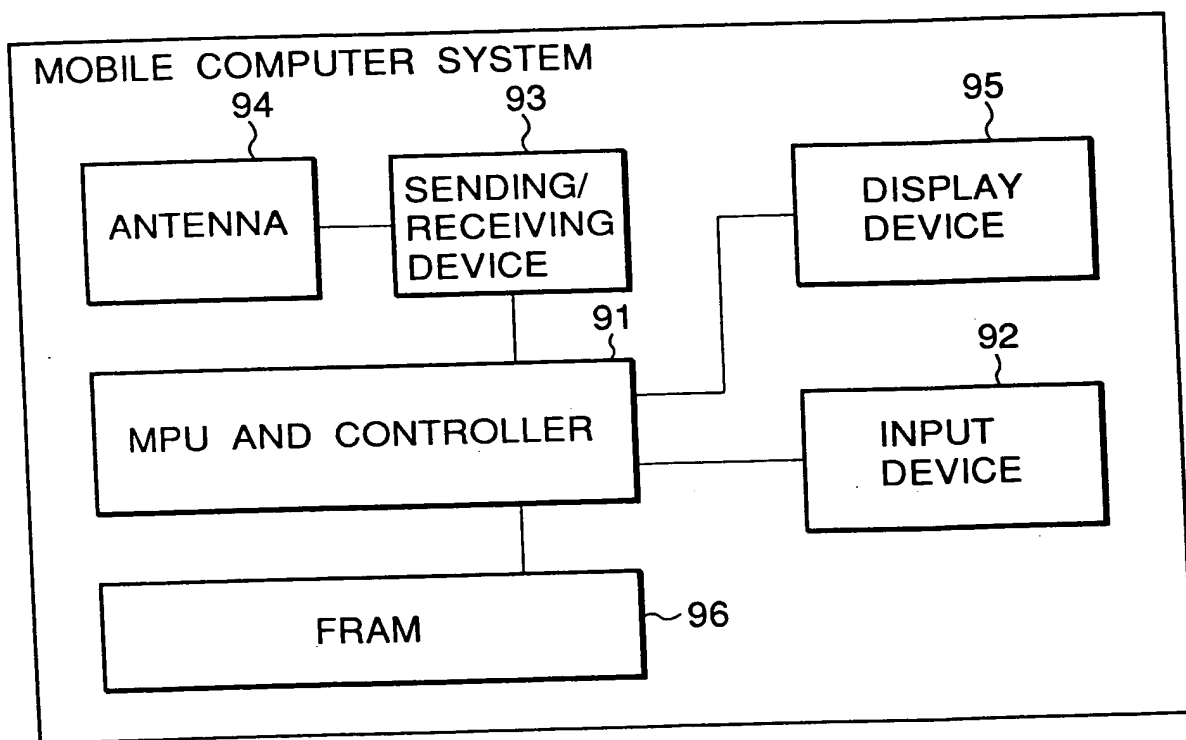 MOBILE COMPUTER SYSTEM
94
93
95
ANTENNA
SENDING/
RECEIVING
DEVICE
DISPLAY
DEVICE
91
92
MPU AND CONTROLLER
INPUT
DEVICE
FRAM
96